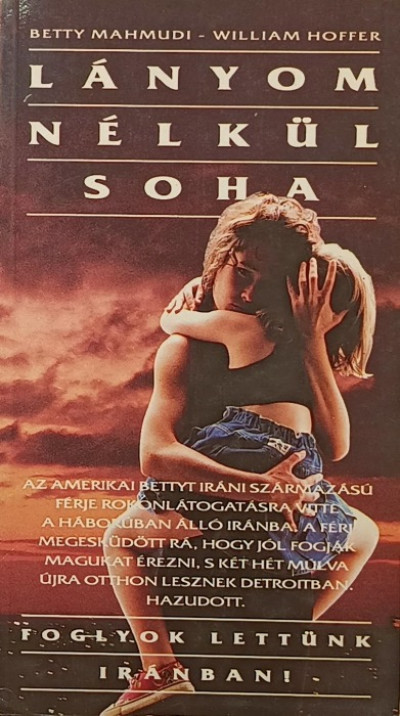 BETTY MAHMUDI - WILLIAM HOFFER
LÁNYOM
NÉLKÜL
SOHA
AZ AMERIKAI BETTYT IRÁNI SZÁRMAZÁSÚ
FÉRJE ROKONLÁTOGATÁSRA VITTE
A HÁBORÚBAN ÁLLÓ IRÁNBA. A FÉRJ
MEGESKÜDÖTT RÁ, HOGY JÓL FOGJÁK
MAGUKAT ÉREZNI, S KÉT HÉT MÚLVA
ÚJRA OTTHON LESZNEK DETROITBAN.
HAZUDOTT.
FOGLYOK LETTÜNK
IRÁNBAN!